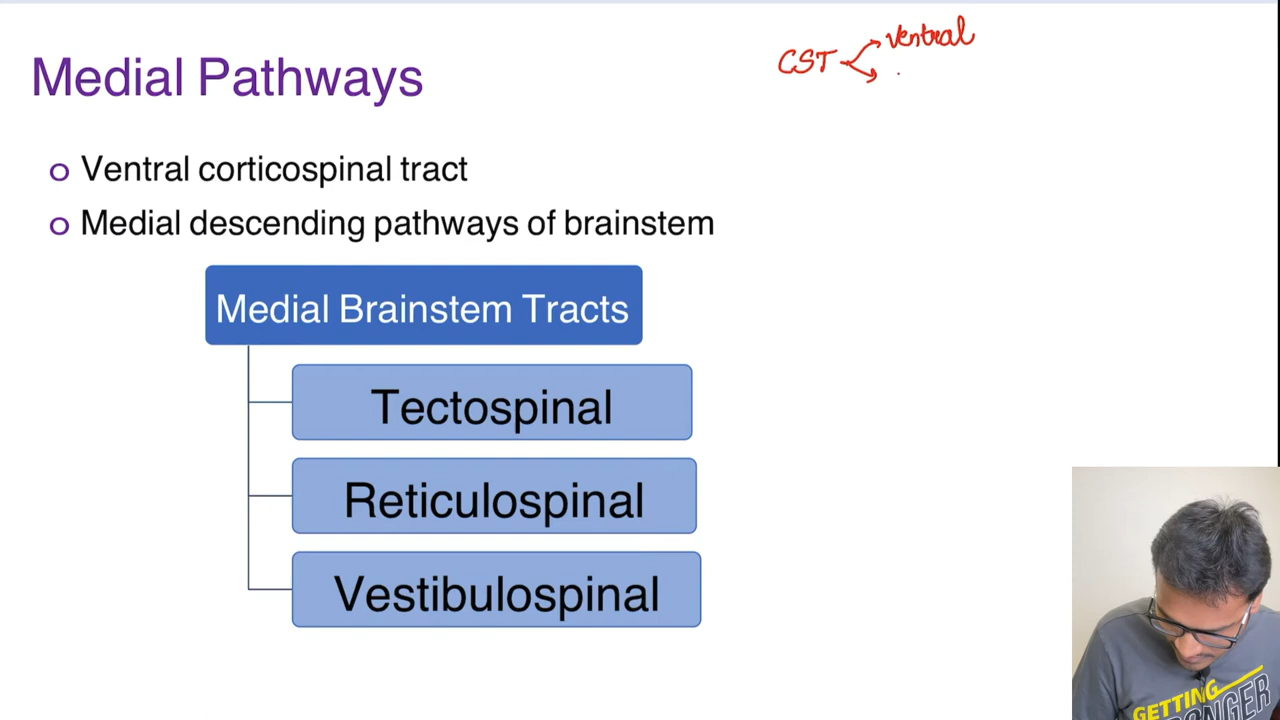 Medial Pathways
CST ventral
o Ventral corticospinal tract
o Medial descending pathways of brainstem
Medial Brainstem Tracts
Tectospinal
Reticulospinal
Vestibulospinal
GETTING